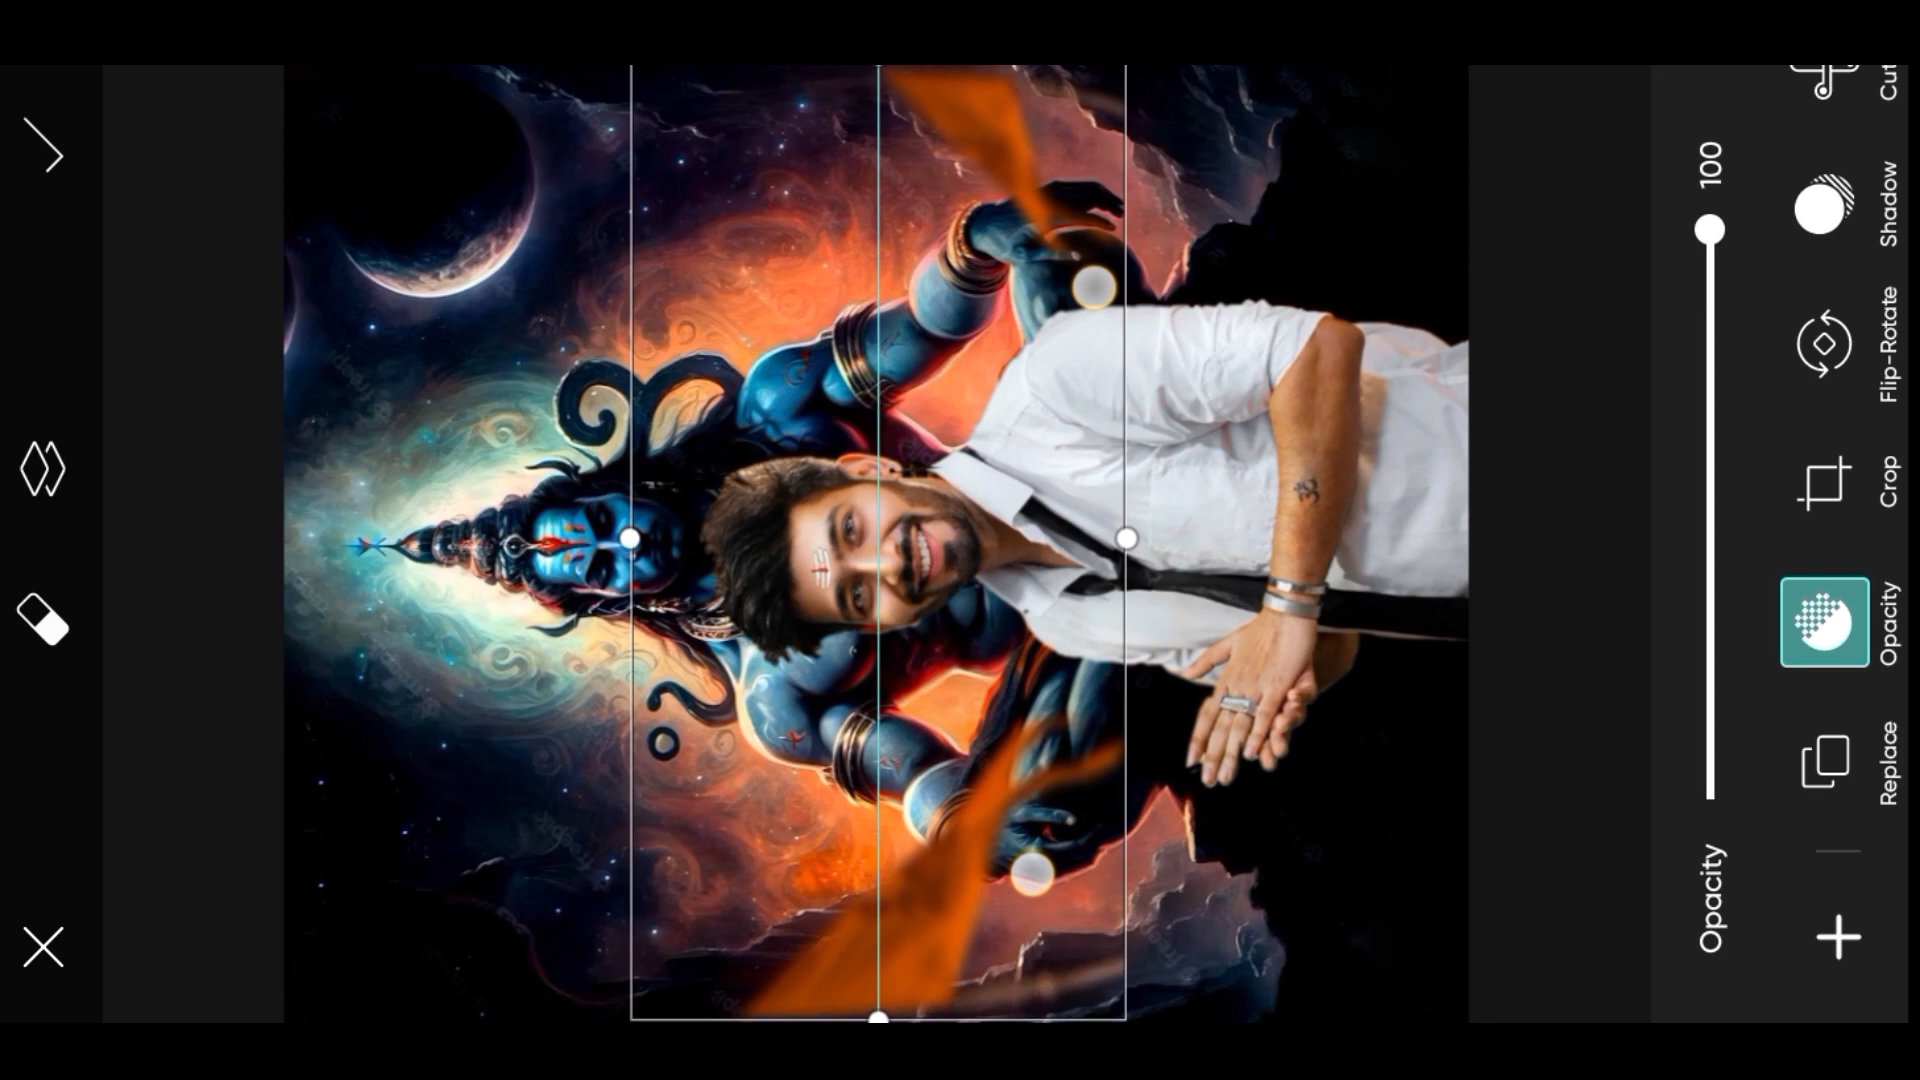 Opacity
100
Replace
Opacity
Crop
Flip-Rotate
Shadow
Cut
ॐ